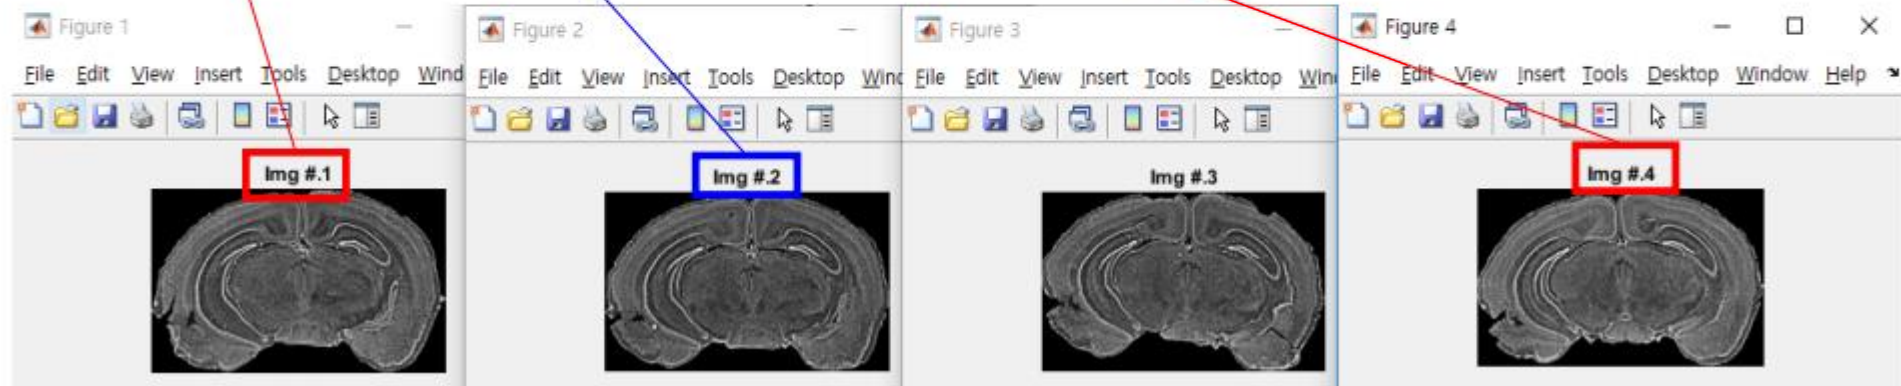 Figure 1
File Edit View Insert Tools Desktop Wind
Img #.1
Figure 2
File Edit View Insert Tools Desktop Wind
Img #.2
Figure 3
File Edit View Insert Tools Desktop Win
Img #.3
Figure 4
File Edit View Insert Tools Desktop Window Help
Img #.4